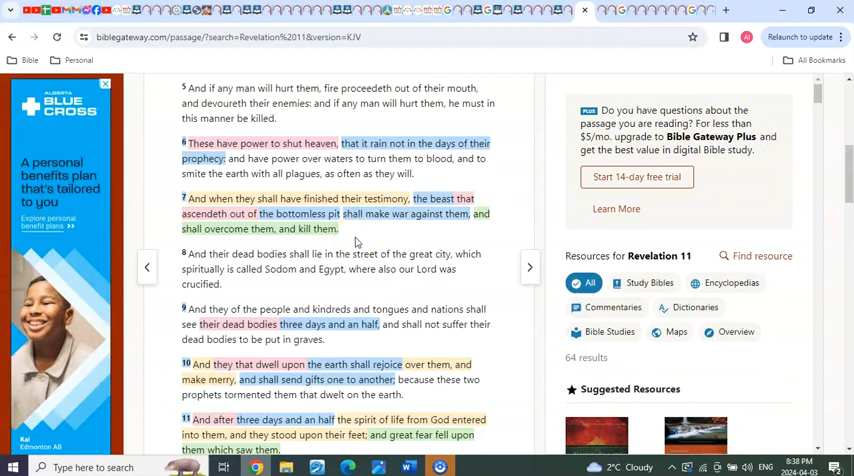 biblegateway.com/passage/?search=Revelation%2011&version=KJV
AI
Relaunch to update
Bible
Personal
All Bookmarks
ALBERTA
BLUE
CROSS
A personal
benefits plan
that's tailored
to you
Explore personal
benefit plans
Kai
Edmonton AB
5 And if any man will hurt them, fire proceedeth out of their mouth,
and devoureth their enemies: and if any man will hurt them, he must in
this manner be killed.
6 These have power to shut heaven, that it rain not in the days of their
prophecy: and have power over waters to turn them to blood, and to
smite the earth with all plagues, as often as they will.
7 And when they shall have finished their testimony, the beast that
ascendeth out of the bottomless pit shall make war against them, and
shall overcome them, and kill them.
8 And their dead bodies shall lie in the street of the great city, which
spiritually is called Sodom and Egypt, where also our Lord was
crucified.
9 And they of the people and kindreds and tongues and nations shall
see their dead bodies three days and an half, and shall not suffer their
dead bodies to be put in graves.
10 And they that dwell upon the earth shall rejoice over them, and
make merry, and shall send gifts one to another; because these two
prophets tormented them that dwelt on the earth.
11 And after three days and an half the spirit of life from God entered
into them, and they stood upon their feet; and great fear fell upon
them which saw them.
PLUS Do you have questions about the
passage you are reading? For less than
$5/mo. upgrade to Bible Gateway Plus and
get the best value in digital Bible study.
Start 14-day free trial
Learn More
Resources for Revelation 11
Find resource
All
Study Bibles
Encyclopedias
Commentaries
Dictionaries
Bible Studies
Maps
Overview
64 results
Suggested Resources
Type here to search
2°C Cloudy
ENG
8:38 PM
2024-04-03